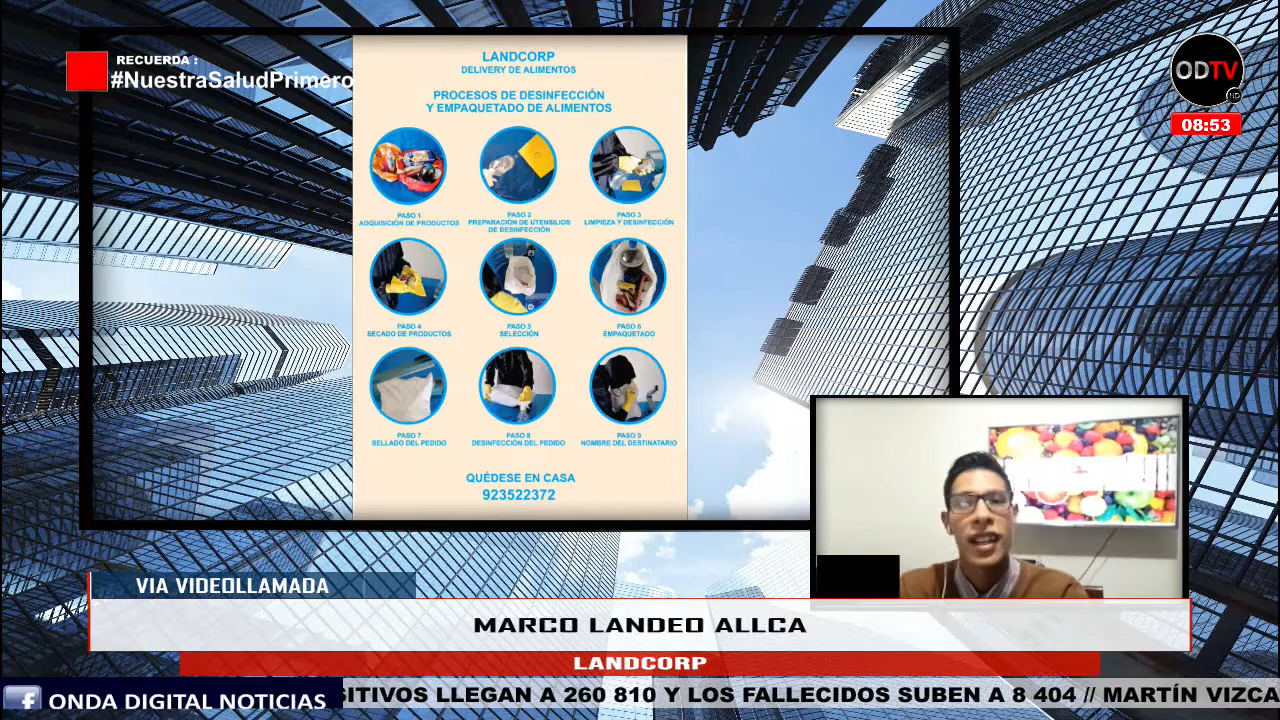 RECUERDA :
#NuestraSaludPrimero
ODTV
HD
08:53
LANDCORP
DELIVERY DE ALIMENTOS
PROCESOS DE DESINFECCIÓN
Y EMPAQUETADO DE ALIMENTOS
PASO 1
ADQUISICIÓN DE PRODUCTOS
PASO 2
PREPARACIÓN DE UTENSILIOS
DE DESINFECCIÓN
PASO 3
LIMPIEZA Y DESINFECCIÓN
PASO 4
SECADO DE PRODUCTOS
PASO 5
SELECCIÓN
PASO 6
EMPAQUETADO
PASO 7
SELLADO DEL PEDIDO
PASO 8
DESINFECCIÓN DEL PEDIDO
PASO 9
NOMBRE DEL DESTINATARIO
QUÉDESE EN CASA
923522372
VIA VIDEOLLAMADA
MARCO LANDEO ALLCA
LANDCORP
ONDA DIGITAL NOTICIAS
SITIVOS LLEGAN A 260 810 Y LOS FALLECIDOS SUBEN A 8 404 // MARTÍN VIZCA